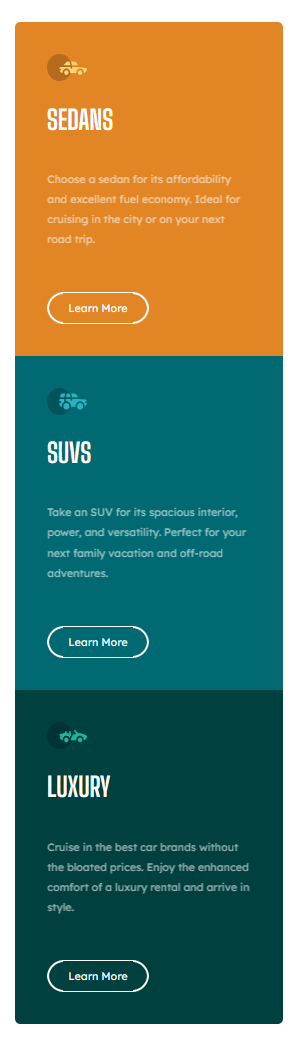 SEDANS
Choose a sedan for its affordability
and excellent fuel economy. Ideal for
cruising in the city or on your next
road trip.
Learn More
SUVS
Take an SUV for its spacious interior,
power, and versatility. Perfect for your
next family vacation and off-road
adventures.
Learn More
LUXURY
Cruise in the best car brands without
the bloated prices. Enjoy the enhanced
comfort of a luxury rental and arrive in
style.
Learn More